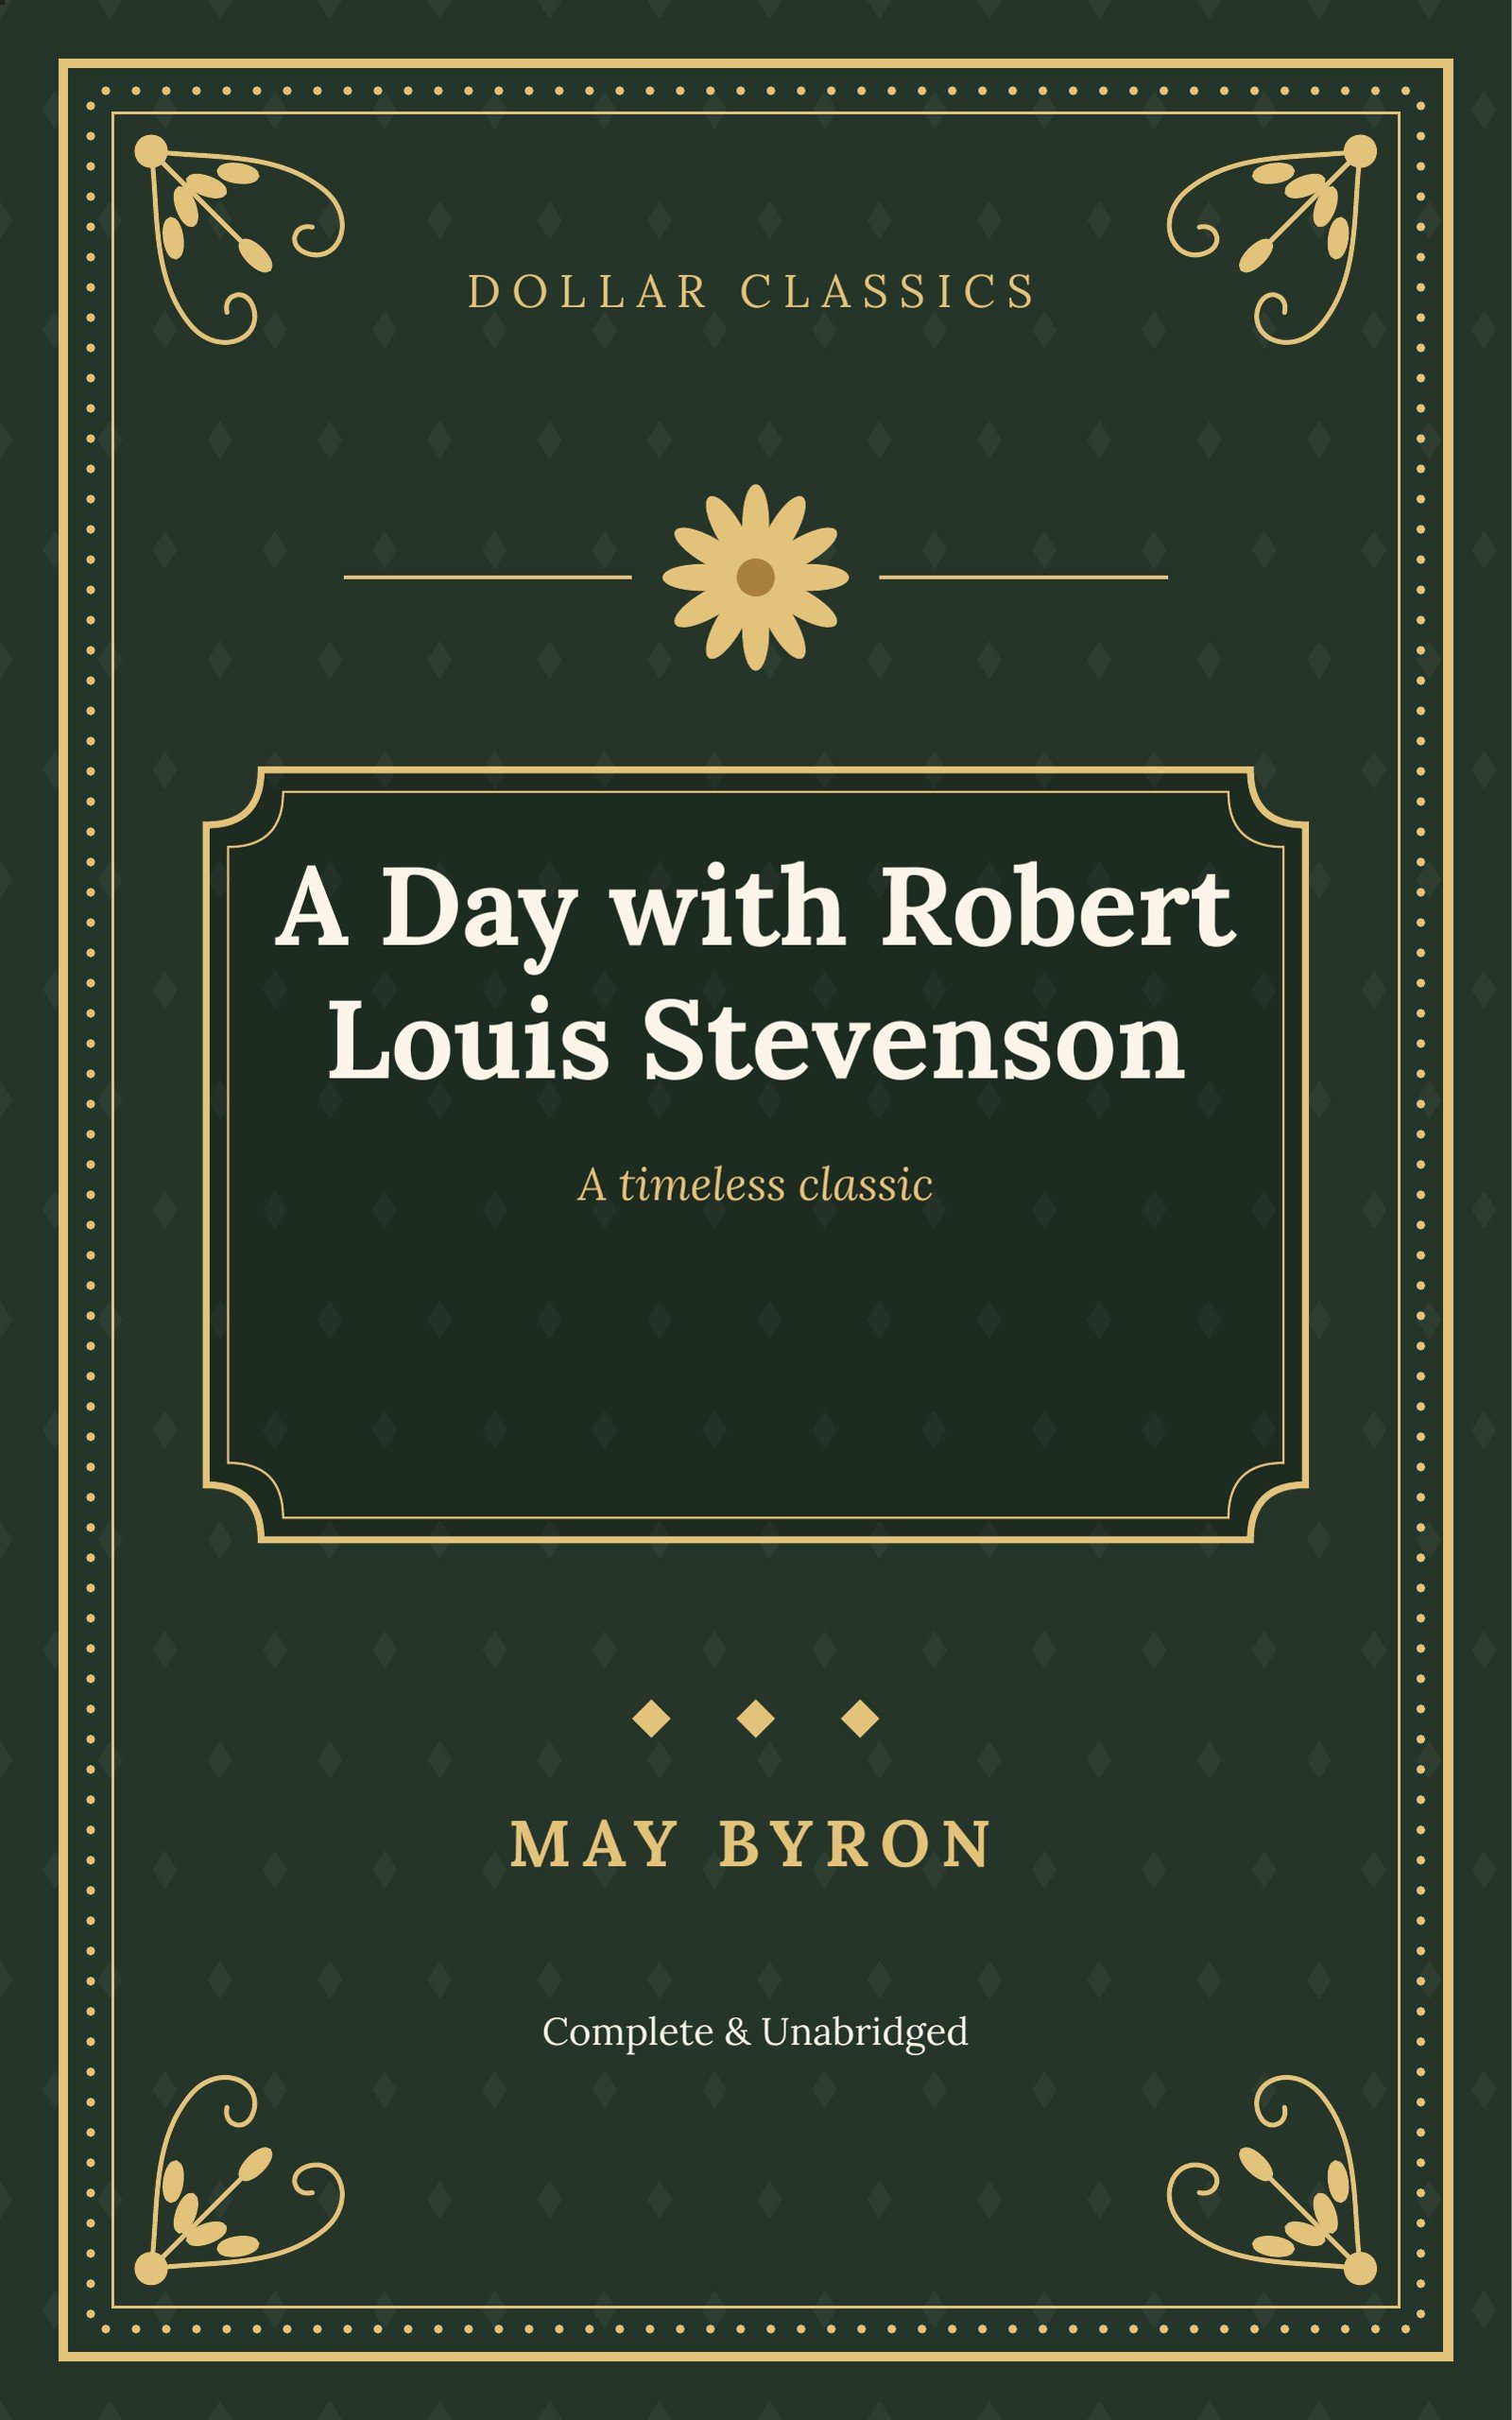 DOLLAR CLASSICS
A Day with Robert
Louis Stevenson
A timeless classic
MAY BYRON
Complete & Unabridged